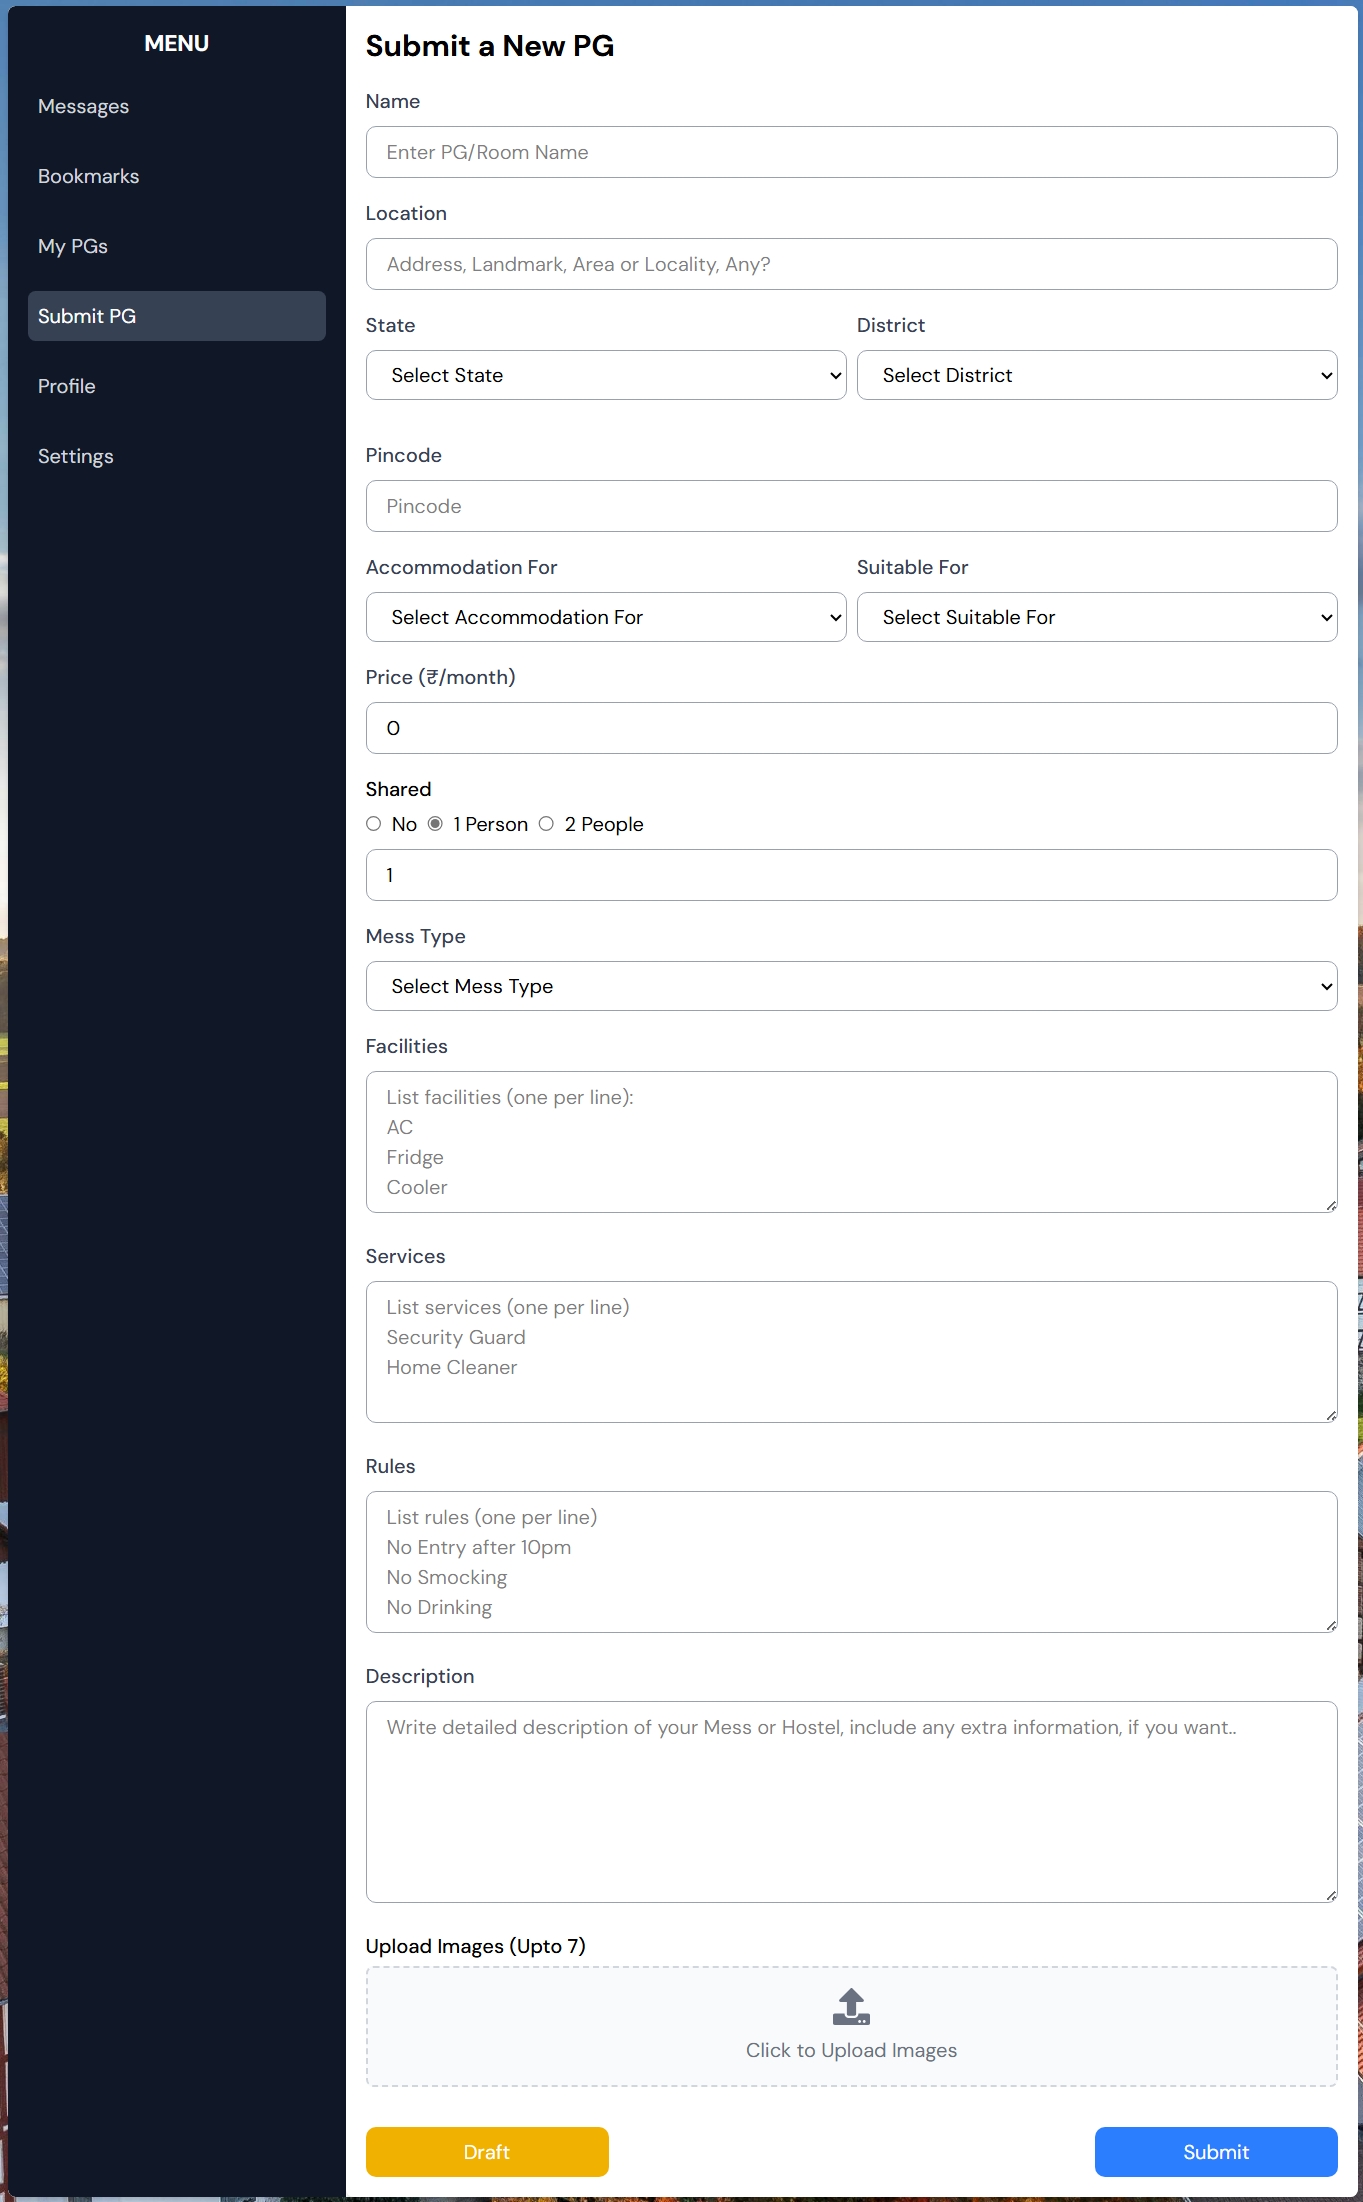 MENU
Messages
Bookmarks
My PGs
Submit PG
Profile
Settings
Submit a New PG
Name
Enter PG/Room Name
Location
Address, Landmark, Area or Locality, Any?
State District
Select State Select District
Pincode
Pincode
Accommodation For Suitable For
Select Accommodation For Select Suitable For
Price (₹/month)
0
Shared
No 1 Person 2 People
1
Mess Type
Select Mess Type
Facilities
List facilities (one per line):
AC
Fridge
Cooler
Services
List services (one per line)
Security Guard
Home Cleaner
Rules
List rules (one per line)
No Entry after 10pm
No Smocking
No Drinking
Description
Write detailed description of your Mess or Hostel, include any extra information, if you want..
Upload Images (Upto 7)
Click to Upload Images
Draft Submit